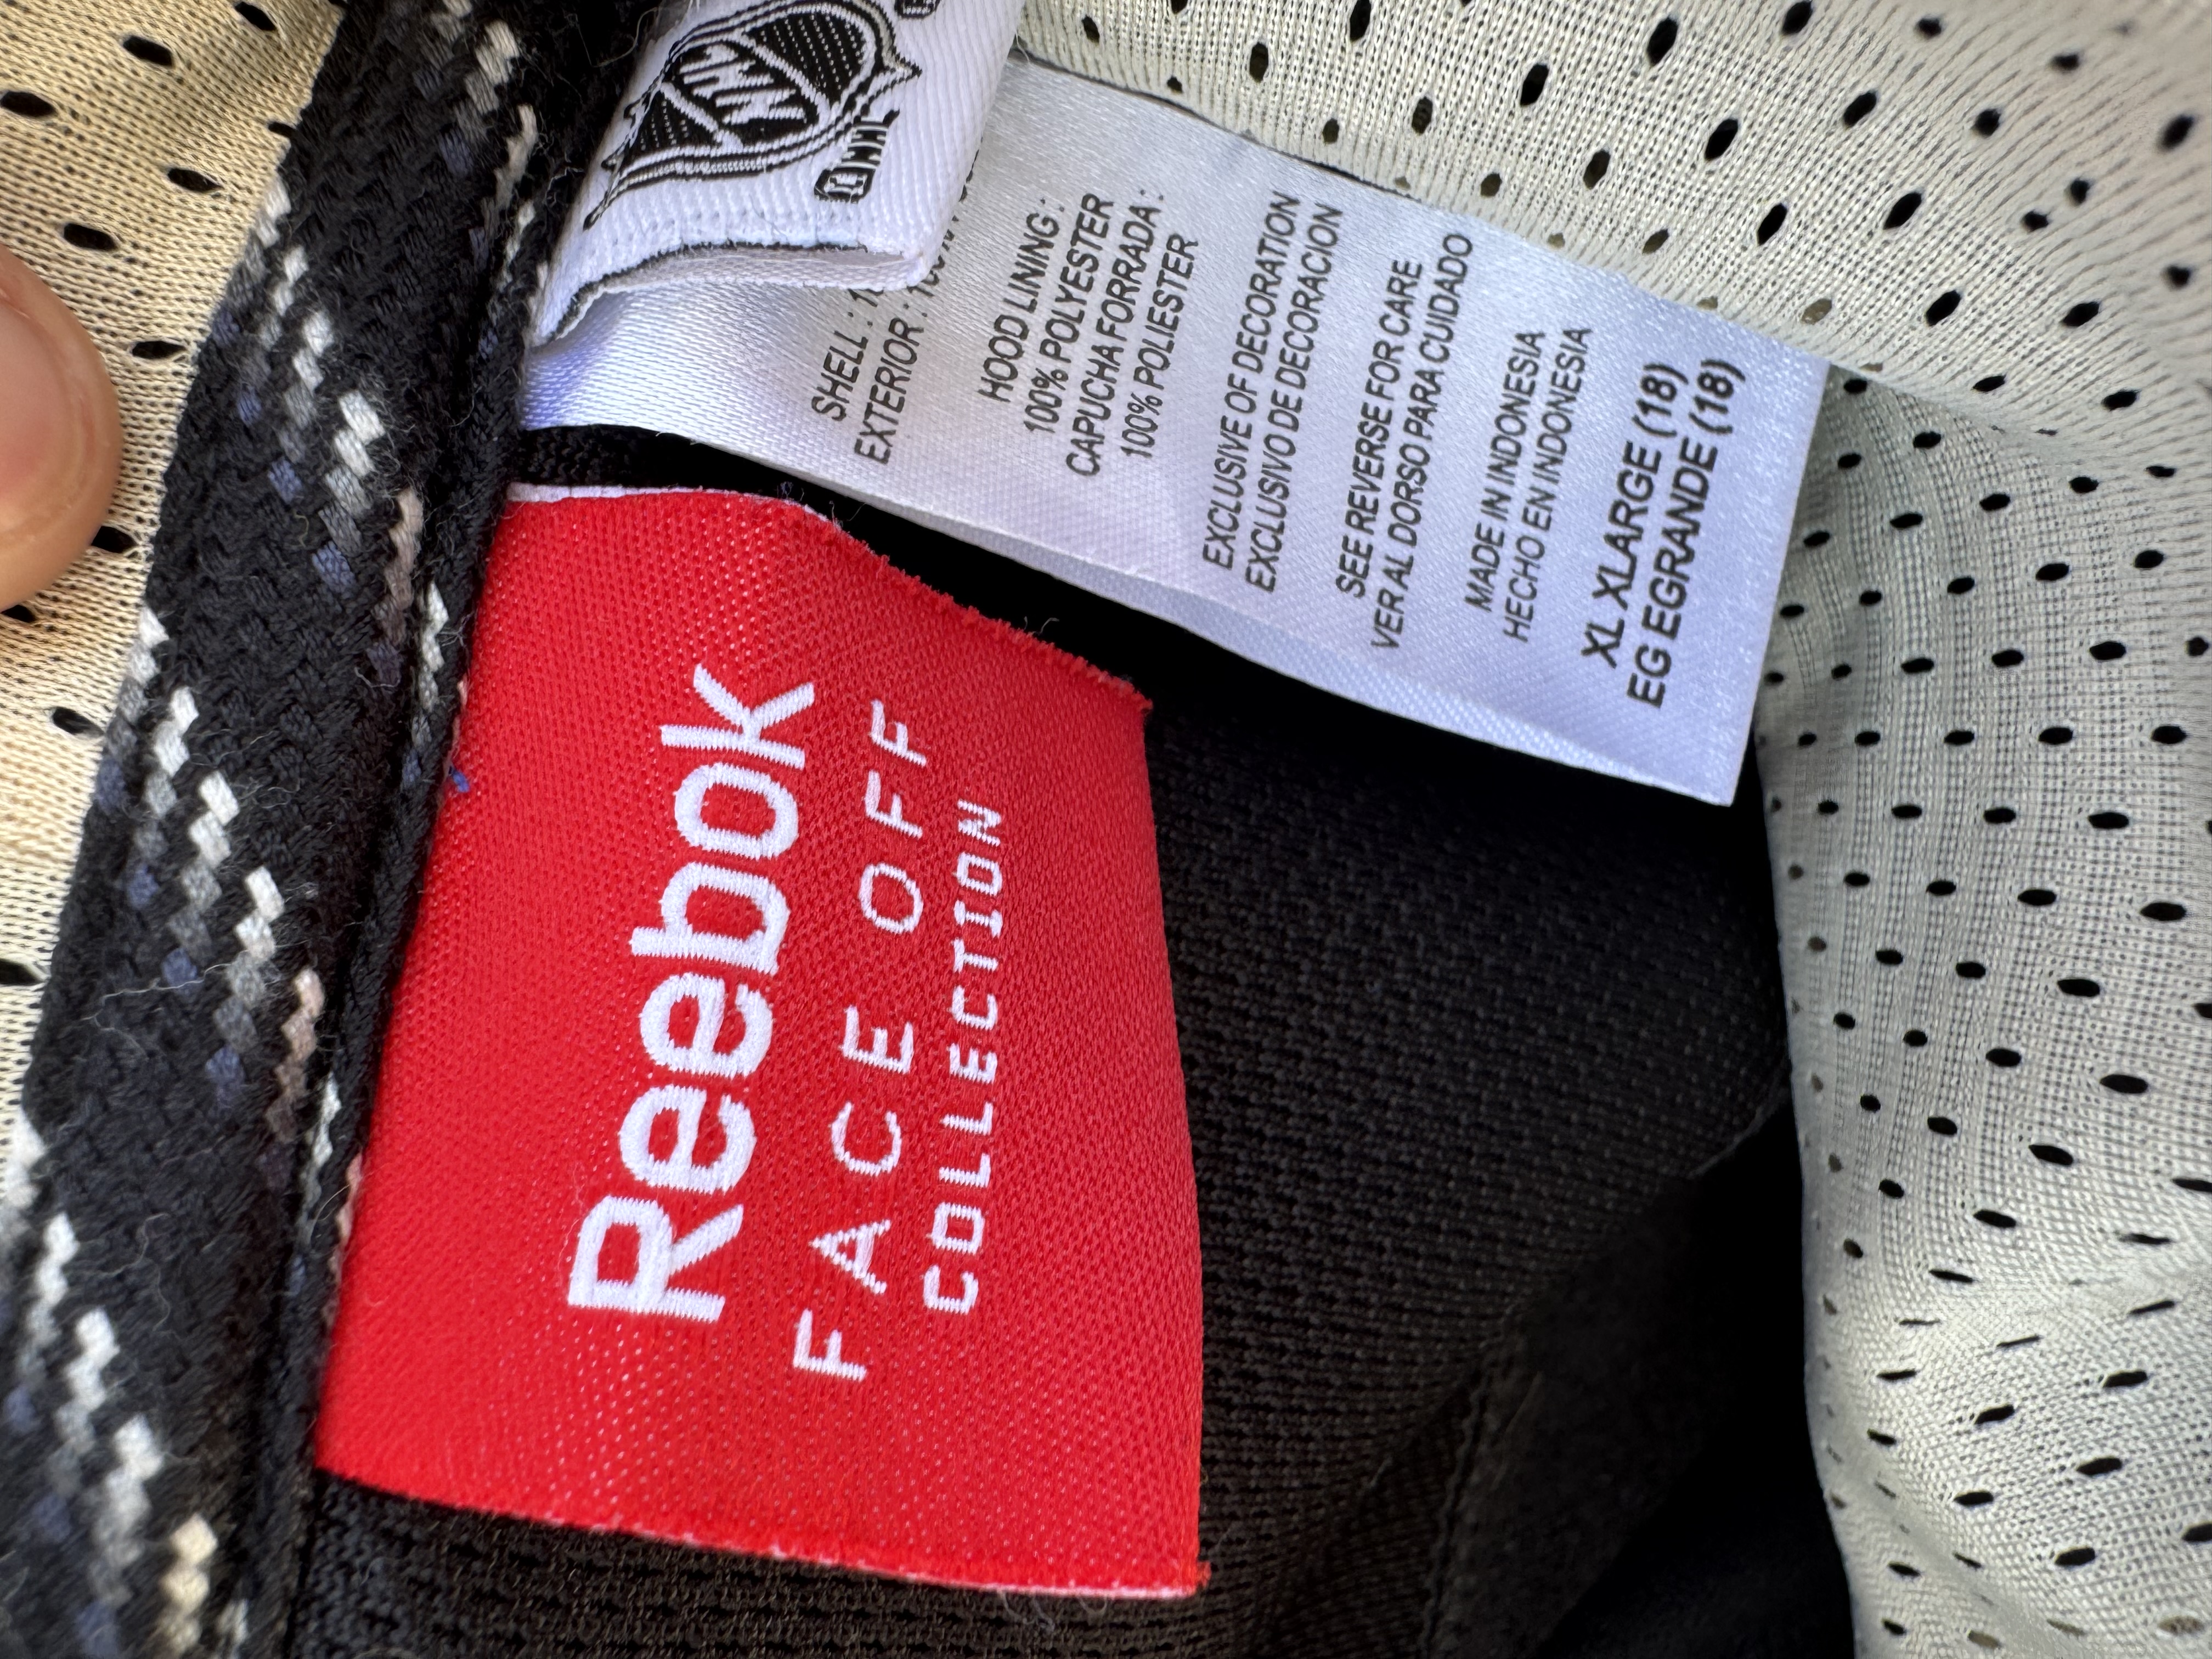 NHL
SHELL : 
EXTERIOR : 
HOOD LINING :
100% POLYESTER
CAPUCHA FORRADA :
100% POLIESTER
EXCLUSIVE OF DECORATION
EXCLUSIVO DE DECORACION
SEE REVERSE FOR CARE
VER AL DORSO PARA CUIDADO
MADE IN INDONESIA
HECHO EN INDONESIA
XL XLARGE (18)
EG EGRANDE (18)
Reebok
FACE OFF
COLLECTION